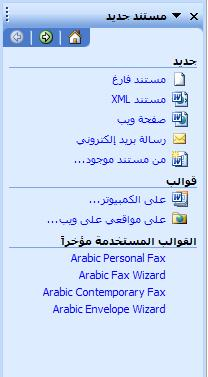 مستند جديد
جديد
مستند فارغ
مستند XML
صفحة ويب
رسالة بريد إلكتروني
من مستند موجود...
قوالب
على الكمبيوتر...
على مواقعي على ويب...
القوالب المستخدمة مؤخراً
Arabic Personal Fax
Arabic Fax Wizard
Arabic Contemporary Fax
Arabic Envelope Wizard